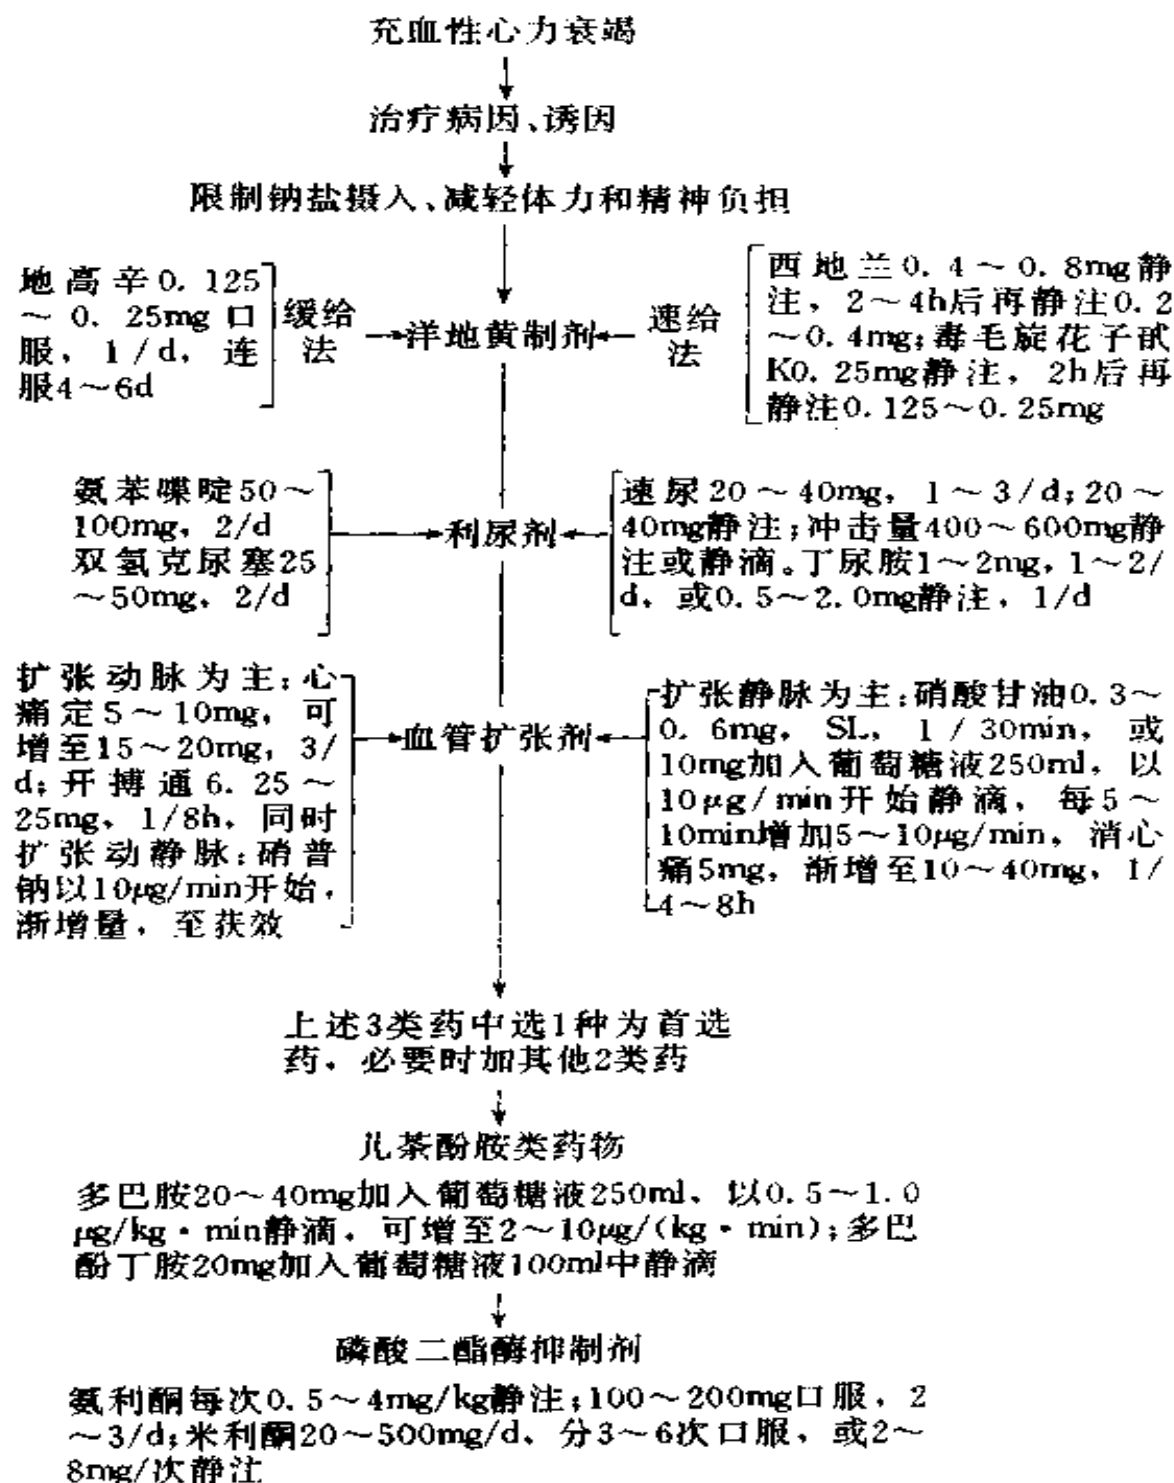 充血性心力衰竭
治疗病因、诱因
限制钠盐摄入、减轻体力和精神负担
地高辛0.125
～0.25mg口
服，1/d，连
服4～6d
缓给
法
洋地黄制剂
速给
法
西地兰0.4～0.8mg静
注，2～4h后再静注0.2
～0.4mg；毒毛旋花子甙
K0.25mg静注，2h后再
静注0.125～0.25mg
氨苯喋啶50～
100mg，2/d
双氢克尿塞25
～50mg，2/d
利尿剂
速尿20～40mg，1～3/d；20～
40mg静注；冲击量400～600mg静
注或静滴。丁尿胺1～2mg，1～2/
d，或0.5～2.0mg静注，1/d
扩张动脉为主：心
痛定5～10mg，可
增至15～20mg，3/
d；开搏通6.25～
25mg，1/8h，同时
扩张动静脉：硝普
钠以10μg/min开始，
渐增量，至获效
血管扩张剂
扩张静脉为主：硝酸甘油0.3～
0.6mg，SL，1/30min，或
10mg加入葡萄糖液250ml，以
10μg/min开始静滴，每5～
10min增加5～10μg/min，消心
痛5mg，渐增至10～40mg，1/
4～8h
上述3类药中选1种为首选
药，必要时加其他2类药
儿茶酚胺类药物
多巴胺20～40mg加入葡萄糖液250ml、以0.5～1.0
μg/kg·min静滴，可增至2～10μg/(kg·min)；多巴
酚丁胺20mg加入葡萄糖液100ml中静滴
磷酸二酯酶抑制剂
氨利酮每次0.5～4mg/kg静注；100～200mg口服，2
～3/d；米利酮20～500mg/d、分3～6次口服，或2～
8mg/次静注